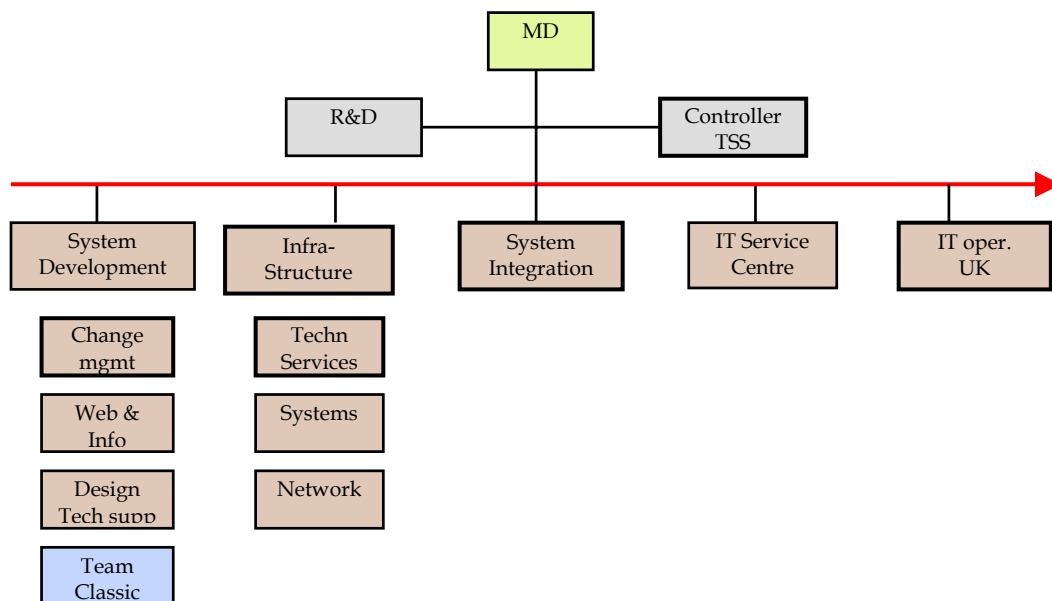 MD
R&D
Controller
TSS
System
Development
Infra-
Structure
System
Integration
IT Service
Centre
IT oper.
UK
Change
mgmt
Techn
Services
Web &
Info
Systems
Design
Tech supp
Network
Team
Classic